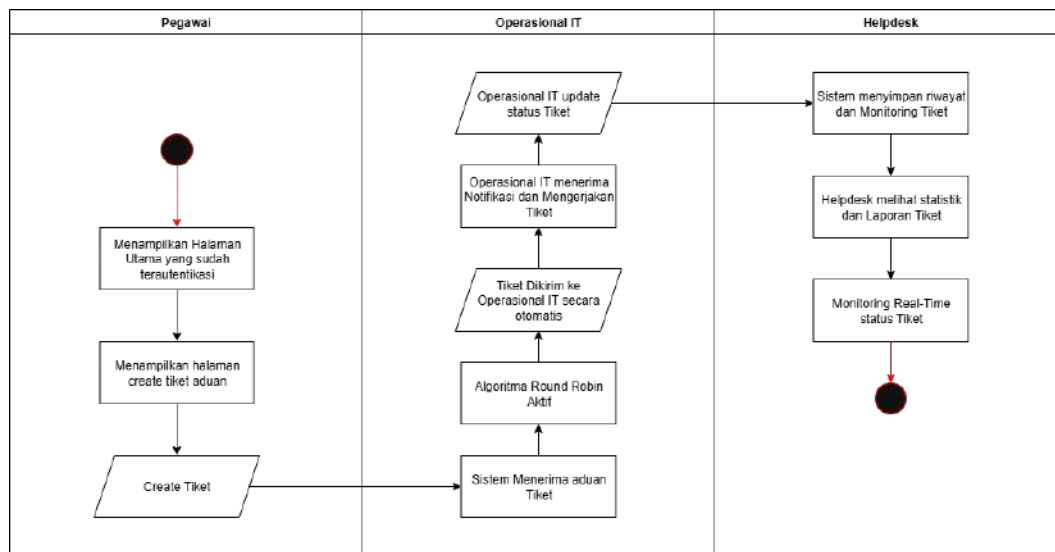 Pegawai
Operasional IT
Helpdesk
Menampilkan Halaman
Utama yang sudah
terautentikasi
Menampilkan halaman
create tiket aduan
Create Tiket
Operasional IT update
status Tiket
Operasional IT menerima
Notifikasi dan Mengerjakan
Tiket
Tiket Dikirim ke
Operasional IT secara
otomatis
Algoritma Round Robin
Aktif
Sistem Menerima aduan
Tiket
Sistem menyimpan riwayat
dan Monitoring Tiket
Helpdesk melihat statistik
dan Laporan Tiket
Monitoring Real-Time
status Tiket